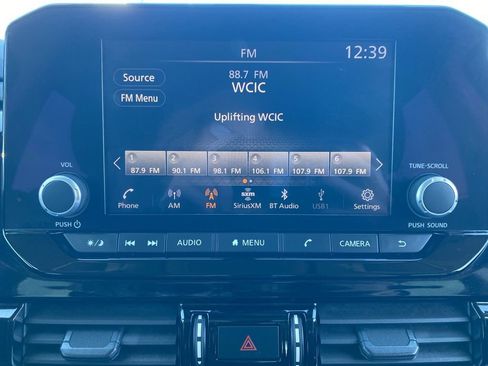 FM 12:39
Source 88.7 FM
WCIC
FM Menu
Uplifting WCIC
1 2 3 4 5 6
87.9 FM 90.1 FM 98.1 FM 106.1 FM 107.9 FM 107.9 FM
VOL TUNE-SCROLL
sxm
Phone AM FM SiriusXM BT Audio USB1 Settings
PUSH PUSH SOUND
AUDIO MENU CAMERA